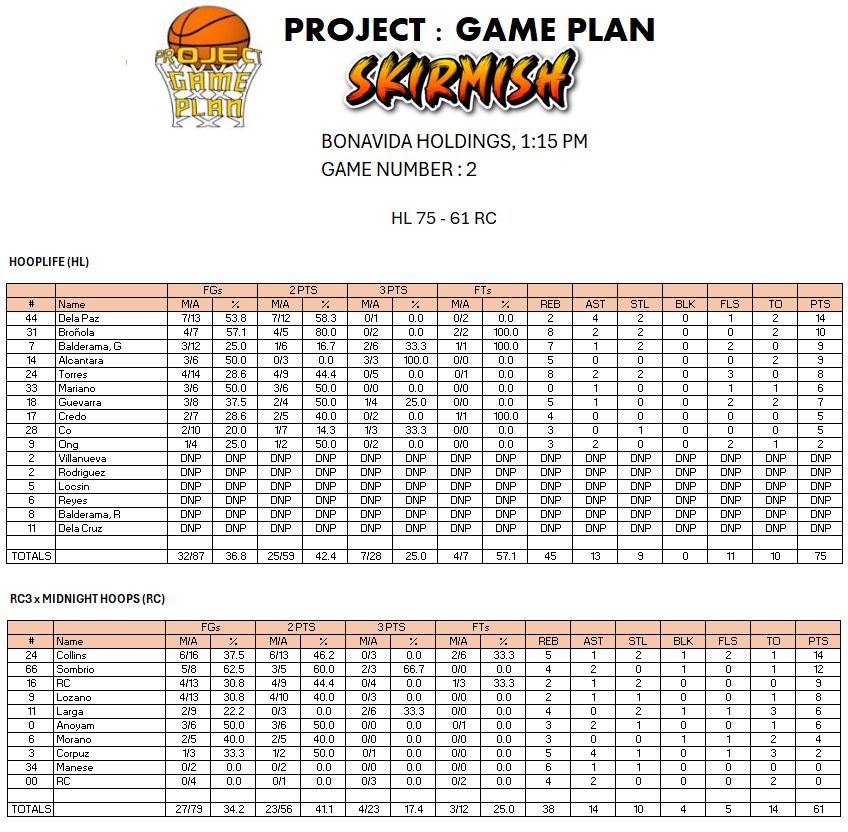 PROJECT
GAME
PLAN
PROJECT : GAME PLAN
SKIRMISH
BONAVIDA HOLDINGS, 1:15 PM
GAME NUMBER : 2
HL 75 - 61 RC
HOOPLIFE (HL)
FGs 2 PTS 3 PTS FTs
# Name M/A % M/A % M/A % M/A % REB AST STL BLK FLS TO PTS
44 Dela Paz 7/13 53.8 7/12 58.3 0/1 0.0 0/2 0.0 2 4 2 0 1 2 14
31 Broñola 4/7 57.1 4/5 80.0 0/2 0.0 2/2 100.0 8 2 2 0 0 2 10
7 Balderama, G 3/12 25.0 1/6 16.7 2/6 33.3 1/1 100.0 7 1 2 0 2 0 9
14 Alcantara 3/6 50.0 0/3 0.0 3/3 100.0 0/0 0.0 5 0 0 0 0 2 9
24 Torres 4/14 28.6 4/9 44.4 0/5 0.0 0/1 0.0 8 2 2 0 3 0 8
33 Mariano 3/6 50.0 3/6 50.0 0/0 0.0 0/0 0.0 0 1 0 0 1 1 6
18 Guevarra 3/8 37.5 2/4 50.0 1/4 25.0 0/0 0.0 5 1 0 0 2 2 7
17 Credo 2/7 28.6 2/5 40.0 0/2 0.0 1/1 100.0 4 0 0 0 0 0 5
28 Co 2/10 20.0 1/7 14.3 1/3 33.3 0/0 0.0 3 0 1 0 0 0 5
9 Ong 1/4 25.0 1/2 50.0 0/2 0.0 0/0 0.0 3 2 0 0 2 1 2
2 Villanueva DNP DNP DNP DNP DNP DNP DNP DNP DNP DNP DNP DNP DNP DNP DNP
2 Rodriguez DNP DNP DNP DNP DNP DNP DNP DNP DNP DNP DNP DNP DNP DNP DNP
5 Locsin DNP DNP DNP DNP DNP DNP DNP DNP DNP DNP DNP DNP DNP DNP DNP
6 Reyes DNP DNP DNP DNP DNP DNP DNP DNP DNP DNP DNP DNP DNP DNP DNP
8 Balderama, R DNP DNP DNP DNP DNP DNP DNP DNP DNP DNP DNP DNP DNP DNP DNP
11 Dela Cruz DNP DNP DNP DNP DNP DNP DNP DNP DNP DNP DNP DNP DNP DNP DNP
TOTALS 32/87 36.8 25/59 42.4 7/28 25.0 4/7 57.1 45 13 9 0 11 10 75
RC3 x MIDNIGHT HOOPS (RC)
FGs 2 PTS 3 PTS FTs
# Name M/A % M/A % M/A % M/A % REB AST STL BLK FLS TO PTS
24 Collins 6/16 37.5 6/13 46.2 0/3 0.0 2/6 33.3 5 1 2 1 2 1 14
66 Sombrio 5/8 62.5 3/5 60.0 2/3 66.7 0/0 0.0 4 2 0 1 0 1 12
16 RC 4/13 30.8 4/9 44.4 0/4 0.0 1/3 33.3 2 1 2 0 0 0 9
9 Lozano 4/13 30.8 4/10 40.0 0/3 0.0 0/0 0.0 2 1 1 0 0 1 8
11 Larga 2/9 22.2 0/3 0.0 2/6 33.3 0/0 0.0 4 0 2 1 1 3 6
0 Anoyam 3/6 50.0 3/6 50.0 0/0 0.0 0/1 0.0 3 2 1 0 0 1 6
6 Morano 2/5 40.0 2/5 40.0 0/0 0.0 0/0 0.0 3 0 0 1 1 2 4
3 Corpuz 1/3 33.3 1/2 50.0 0/1 0.0 0/0 0.0 5 4 1 0 1 3 2
34 Manese 0/2 0.0 0/2 0.0 0/0 0.0 0/0 0.0 6 1 1 0 0 0 0
00 RC 0/4 0.0 0/1 0.0 0/3 0.0 0/2 0.0 4 2 0 0 0 2 0
TOTALS 27/79 34.2 23/56 41.1 4/23 17.4 3/12 25.0 38 14 10 4 5 14 61